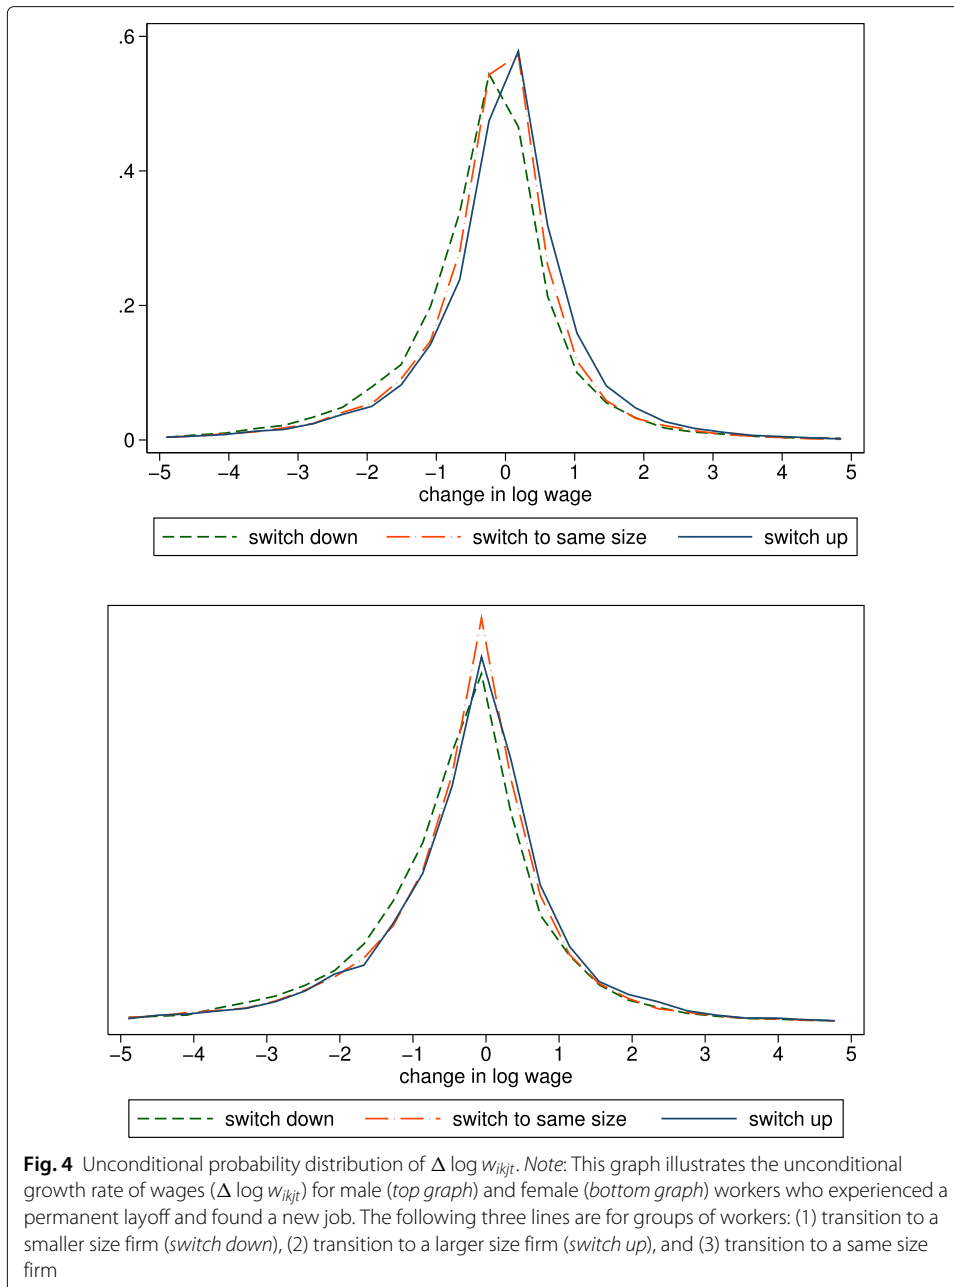 .6
.4
.2
0
−5 −4 −3 −2 −1 0 1 2 3 4 5
change in log wage
switch down switch to same size switch up
−5 −4 −3 −2 −1 0 1 2 3 4 5
change in log wage
switch down switch to same size switch up
Fig. 4 Unconditional probability distribution of Δ log wikjt. Note: This graph illustrates the unconditional
growth rate of wages (Δ log wikjt) for male (top graph) and female (bottom graph) workers who experienced a
permanent layoff and found a new job. The following three lines are for groups of workers: (1) transition to a
smaller size firm (switch down), (2) transition to a larger size firm (switch up), and (3) transition to a same size
firm